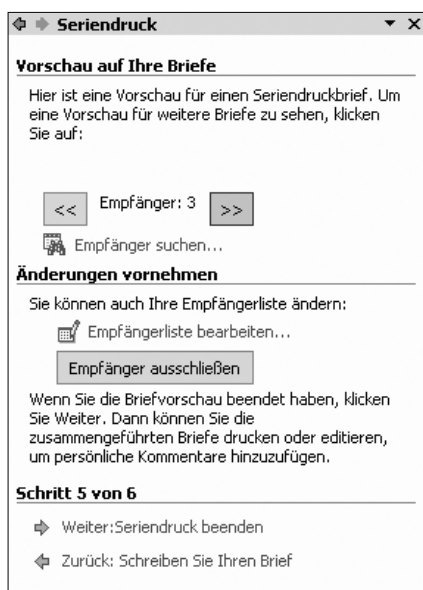 Seriendruck
Vorschau auf Ihre Briefe
Hier ist eine Vorschau für einen Seriendruckbrief. Um
eine Vorschau für weitere Briefe zu sehen, klicken
Sie auf:
<< Empfänger: 3 >>
Empfänger suchen...
Änderungen vornehmen
Sie können auch Ihre Empfängerliste ändern:
Empfängerliste bearbeiten...
Empfänger ausschließen
Wenn Sie die Briefvorschau beendet haben, klicken
Sie Weiter. Dann können Sie die
zusammengeführten Briefe drucken oder editieren,
um persönliche Kommentare hinzuzufügen.
Schritt 5 von 6
Weiter:Seriendruck beenden
Zurück: Schreiben Sie Ihren Brief